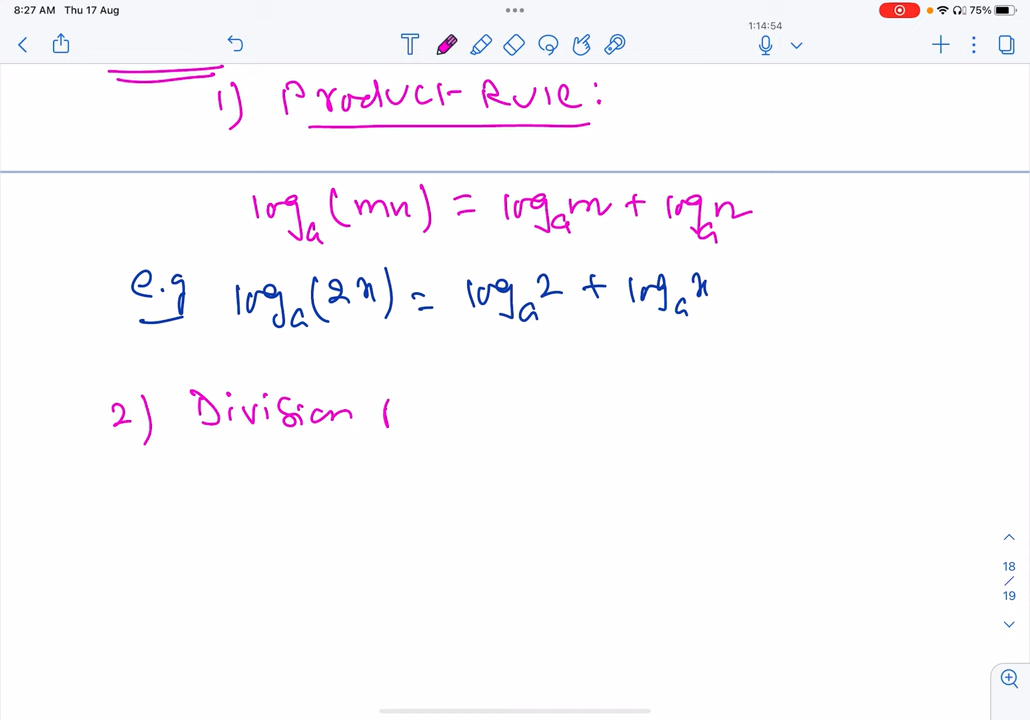 8:27 AM Thu 17 Aug
75%
1:14:54
T
1) Product Rule:
logₐ(mn) = logₐm + logₐn
e.g logₐ(2x) = logₐ2 + logₐx
2) Division (
18
/
19